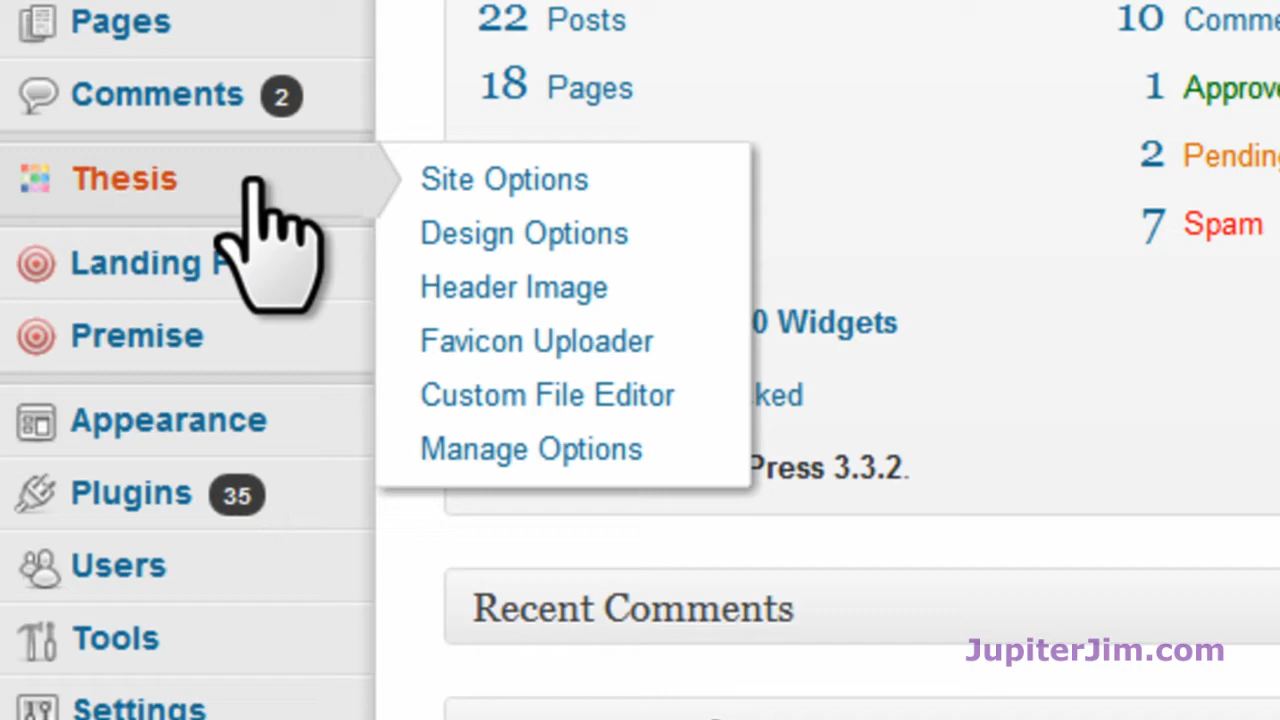 Pages
Comments 2
Thesis
Landing
Premise
Appearance
Plugins 35
Users
Tools
Settings
Site Options
Design Options
Header Image
Favicon Uploader
Custom File Editor
Manage Options
22 Posts
18 Pages
10 Comme
1 Approve
2 Pending
7 Spam
0 Widgets
ked
Press 3.3.2.
Recent Comments
JupiterJim.com